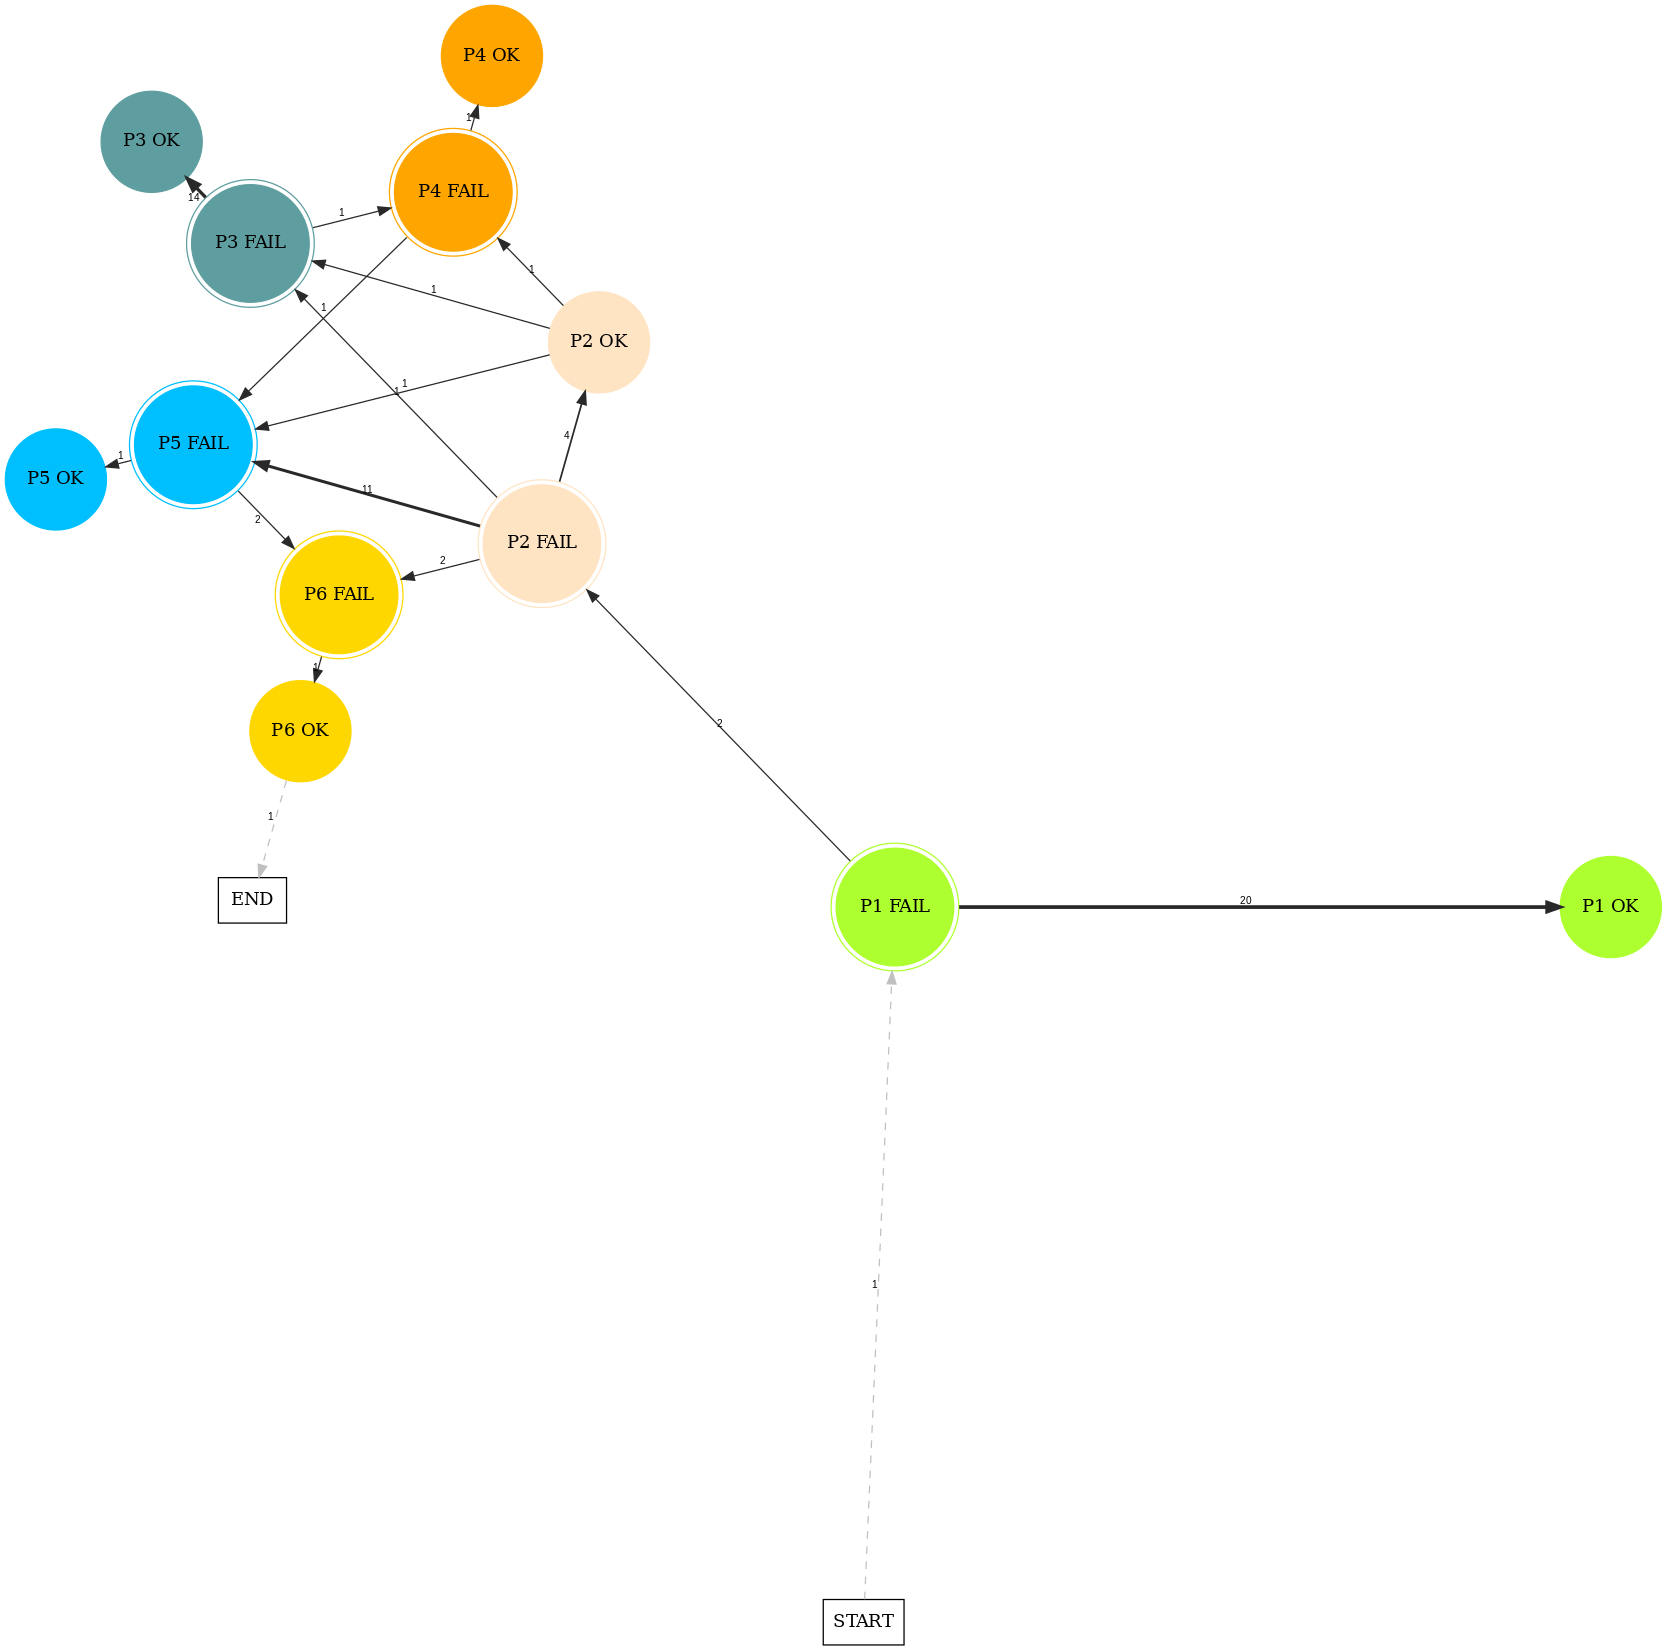 P4 OK
1
P3 OK
14
P4 FAIL
1
P3 FAIL
1
1
1
P2 OK
1
1
4
P5 FAIL
1
P5 OK
11
2
P2 FAIL
2
P6 FAIL
1
P6 OK
2
1
END
P1 FAIL
20
P1 OK
1
START